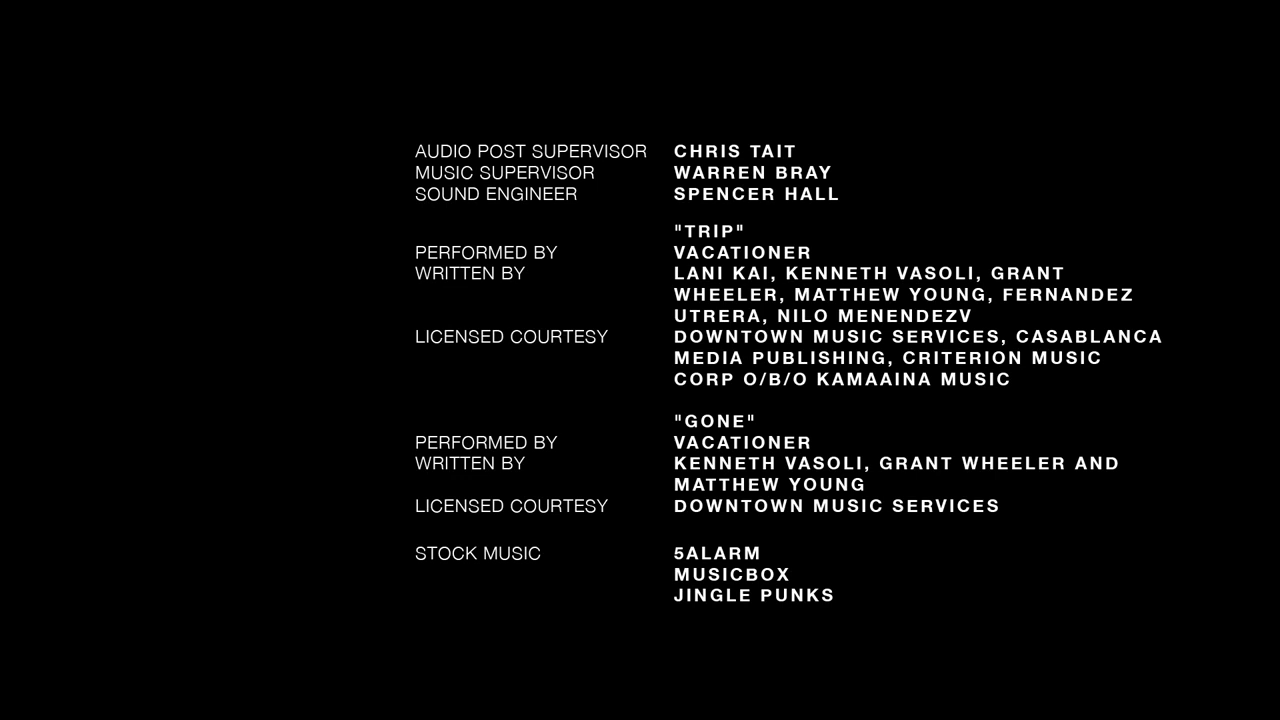 AUDIO POST SUPERVISOR CHRIS TAIT
MUSIC SUPERVISOR WARREN BRAY
SOUND ENGINEER SPENCER HALL
"TRIP"
PERFORMED BY VACATIONER
WRITTEN BY LANI KAI, KENNETH VASOLI, GRANT
WHEELER, MATTHEW YOUNG, FERNANDEZ
UTRERA, NILO MENENDEZV
LICENSED COURTESY DOWNTOWN MUSIC SERVICES, CASABLANCA
MEDIA PUBLISHING, CRITERION MUSIC
CORP O/B/O KAMAAINA MUSIC
"GONE"
PERFORMED BY VACATIONER
WRITTEN BY KENNETH VASOLI, GRANT WHEELER AND
MATTHEW YOUNG
LICENSED COURTESY DOWNTOWN MUSIC SERVICES
STOCK MUSIC 5ALARM
MUSICBOX
JINGLE PUNKS